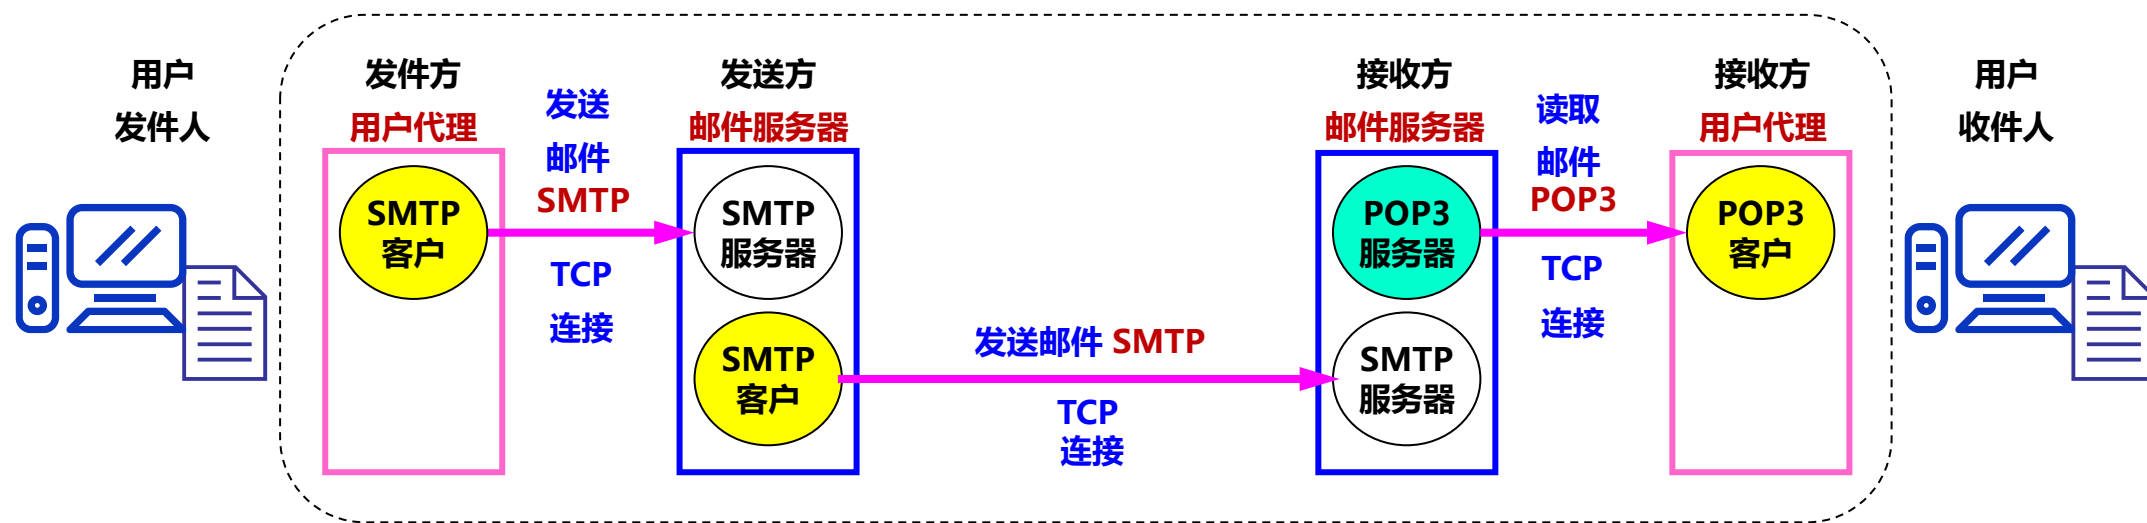 用户
发件人
发件方
用户代理
SMTP
客户
发送
邮件
SMTP
TCP
连接
发送方
邮件服务器
SMTP
服务器
SMTP
客户
发送邮件 SMTP
TCP
连接
接收方
邮件服务器
POP3
服务器
SMTP
服务器
读取
邮件
POP3
TCP
连接
接收方
用户代理
POP3
客户
用户
收件人